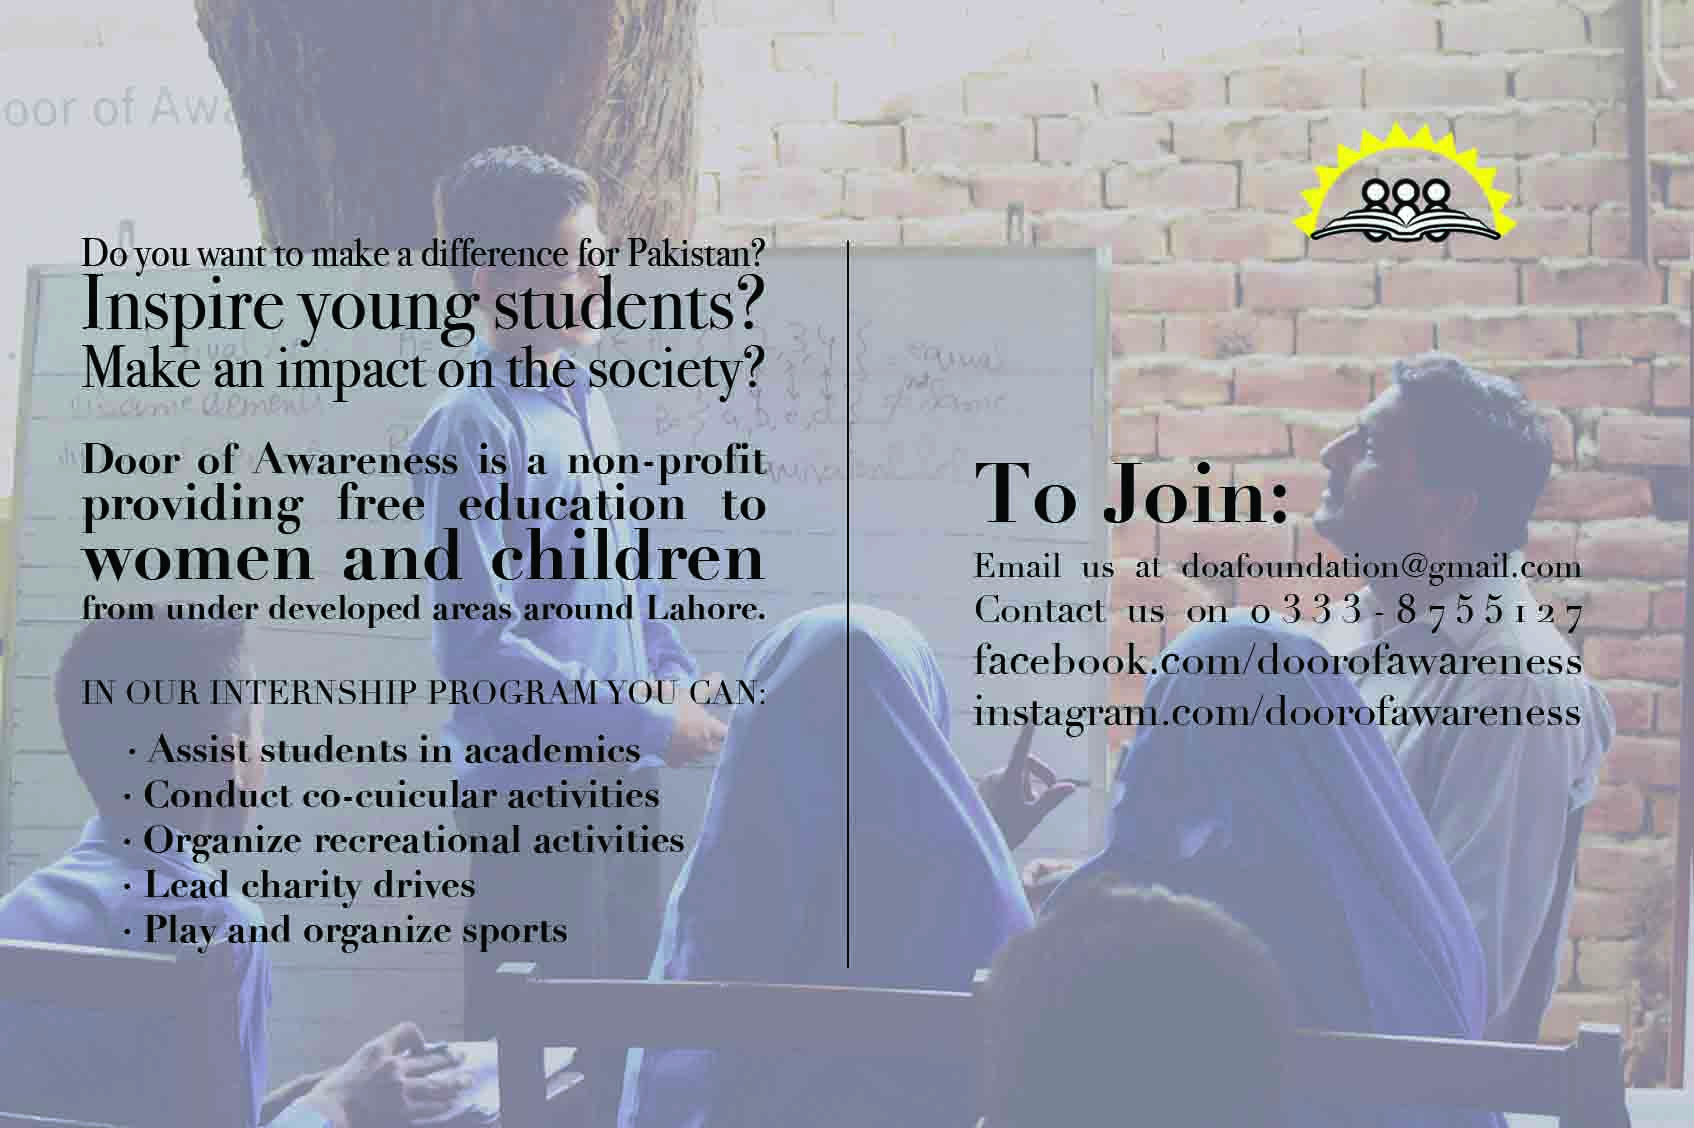 oor of Awa
Do you want to make a difference for Pakistan?
Inspire young students?
Make an impact on the society?
Door of Awareness is a non-profit
providing free education to
women and children
from under developed areas around Lahore.
IN OUR INTERNSHIP PROGRAM YOU CAN:
· Assist students in academics
· Conduct co-cuicular activities
· Organize recreational activities
· Lead charity drives
· Play and organize sports
To Join:
Email us at doafoundation@gmail.com
Contact us on 0333-8755127
facebook.com/doorofawareness
instagram.com/doorofawareness